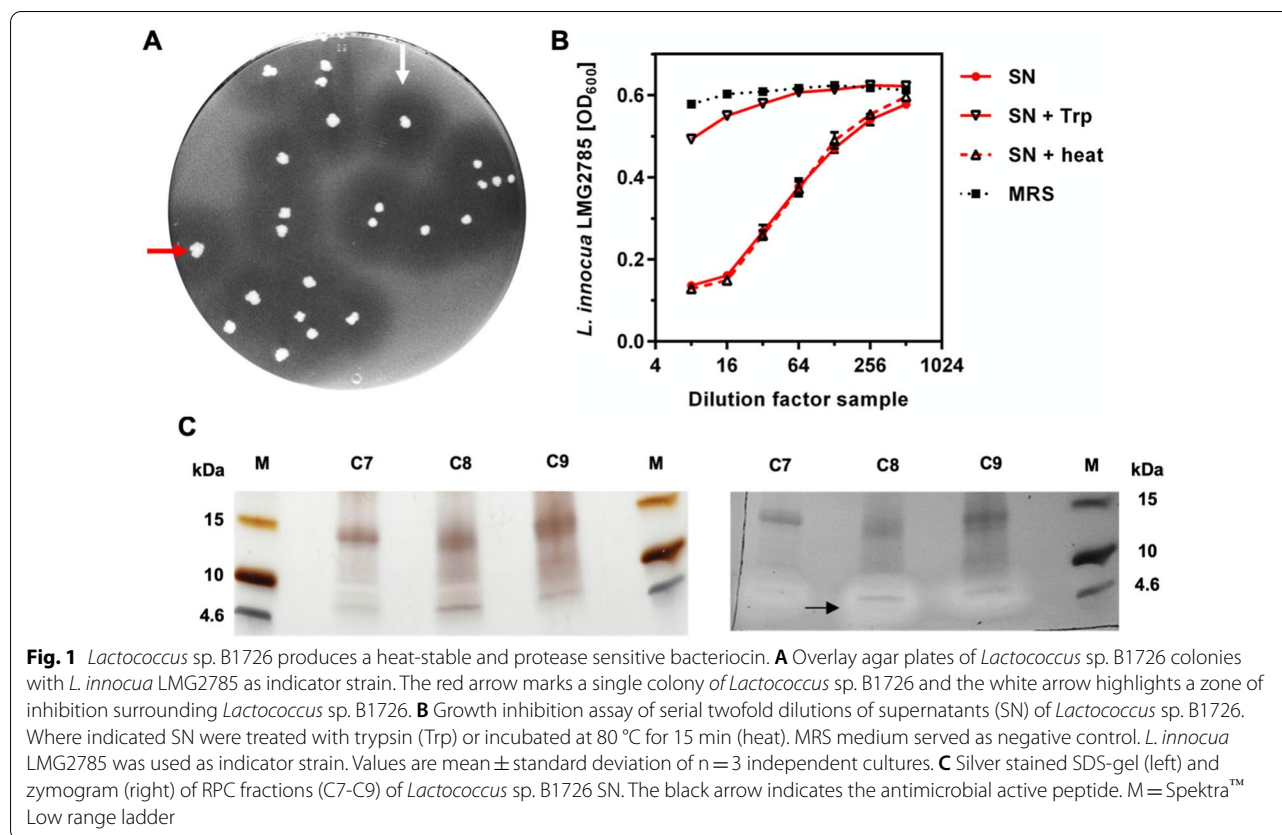 A
B
L. innocua LMG2785 [OD600]
0.6
0.4
0.2
0.0
4
16
64
256
1024
Dilution factor sample
SN
SN + Trp
SN + heat
MRS
C
kDa
M
C7
C8
C9
M
15
10
4.6
C7
C8
C9
M
kDa
15
10
4.6
Fig. 1 Lactococcus sp. B1726 produces a heat-stable and protease sensitive bacteriocin. A Overlay agar plates of Lactococcus sp. B1726 colonies
with L. innocua LMG2785 as indicator strain. The red arrow marks a single colony of Lactococcus sp. B1726 and the white arrow highlights a zone of
inhibition surrounding Lactococcus sp. B1726. B Growth inhibition assay of serial twofold dilutions of supernatants (SN) of Lactococcus sp. B1726.
Where indicated SN were treated with trypsin (Trp) or incubated at 80 °C for 15 min (heat). MRS medium served as negative control. L. innocua
LMG2785 was used as indicator strain. Values are mean ± standard deviation of n = 3 independent cultures. C Silver stained SDS-gel (left) and
zymogram (right) of RPC fractions (C7-C9) of Lactococcus sp. B1726 SN. The black arrow indicates the antimicrobial active peptide. M = Spektra™
Low range ladder